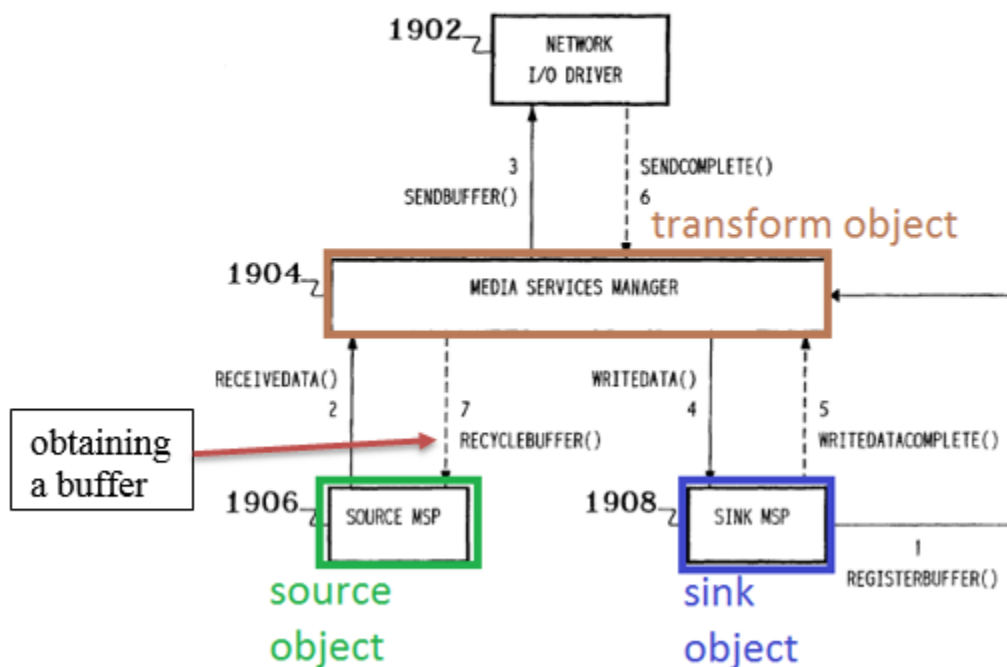 1902
NETWORK
I/O DRIVER
3
SENDBUFFER()
SENDCOMPLETE()
6
transform object
1904
MEDIA SERVICES MANAGER
RECEIVEDATA()
2
7
RECYCLEBUFFER()
WRITEDATA()
4
5
WRITEDATACOMPLETE()
obtaining
a buffer
1906
SOURCE MSP
1908
SINK MSP
1
REGISTERBUFFER()
source
object
sink
object